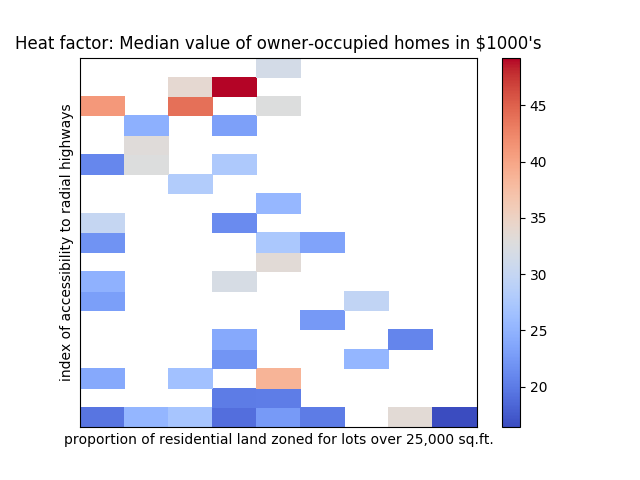 Heat factor: Median value of owner-occupied homes in $1000's
index of accessibility to radial highways
45
40
35
30
25
20
proportion of residential land zoned for lots over 25,000 sq.ft.